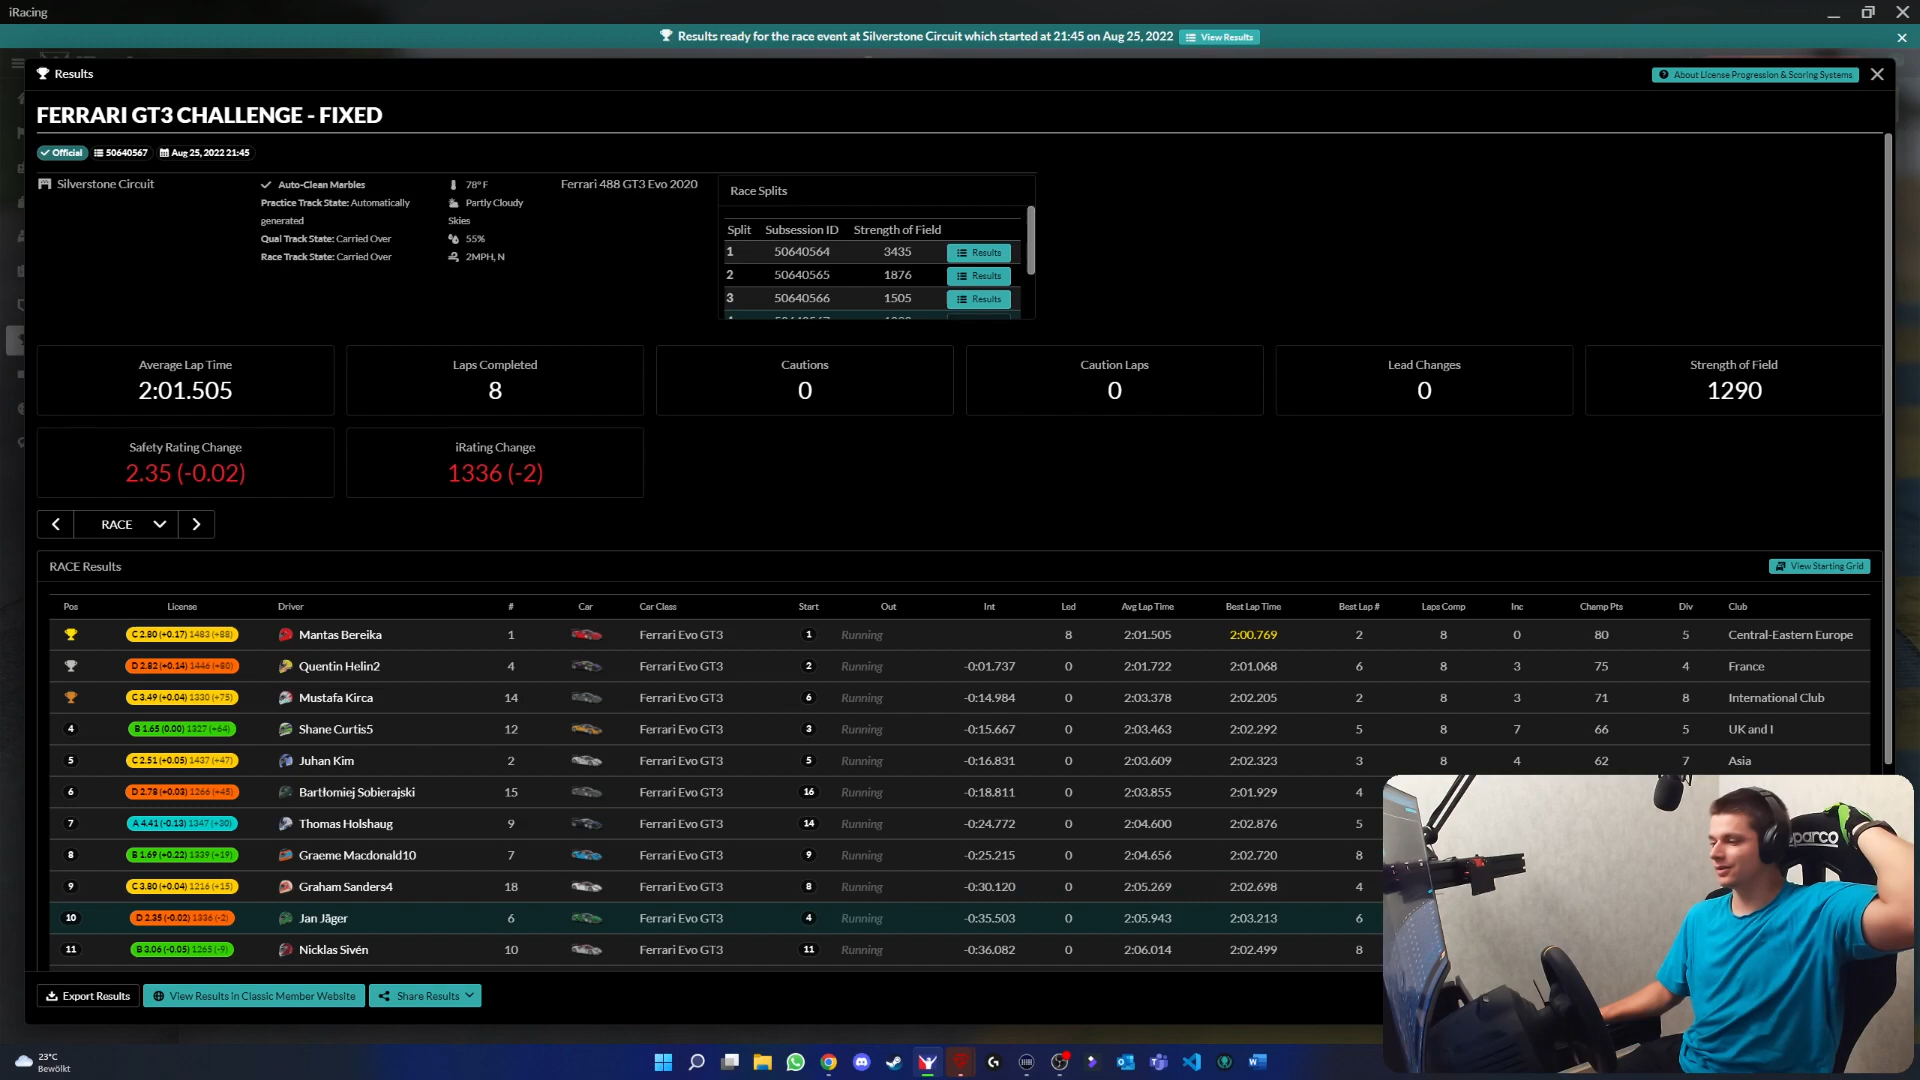 iRacing
Results ready for the race event at Silverstone Circuit which started at 21:45 on Aug 25, 2022 View Results
Results
About License Progression & Scoring Systems
FERRARI GT3 CHALLENGE - FIXED
Official 50640567 Aug 25, 2022 21:45
Silverstone Circuit
Auto-Clean Marbles
Practice Track State: Automatically
generated
Qual Track State: Carried Over
Race Track State: Carried Over
78° F
Partly Cloudy
Skies
55%
2MPH, N
Ferrari 488 GT3 Evo 2020
Race Splits
Split Subsession ID Strength of Field
1 50640564 3435 Results
2 50640565 1876 Results
3 50640566 1505 Results
Average Lap Time
2:01.505
Laps Completed
8
Cautions
0
Caution Laps
0
Lead Changes
0
Strength of Field
1290
Safety Rating Change
2.35 (-0.02)
iRating Change
1336 (-2)
RACE
RACE Results
View Starting Grid
Pos License Driver # Car Car Class Start Out Int Led Avg Lap Time Best Lap Time Best Lap # Laps Comp Inc Champ Pts Div Club
C 2.80 (+0.17) 1483 (+88) Mantas Bereika 1 Ferrari Evo GT3 1 Running 8 2:01.505 2:00.769 2 8 0 80 5 Central-Eastern Europe
D 2.82 (+0.14) 1446 (+80) Quentin Helin2 4 Ferrari Evo GT3 2 Running -0:01.737 0 2:01.722 2:01.068 6 8 3 75 4 France
C 3.49 (+0.04) 1330 (+75) Mustafa Kirca 14 Ferrari Evo GT3 6 Running -0:14.984 0 2:03.378 2:02.205 2 8 3 71 8 International Club
4 B 1.65 (0.00) 1327 (+64) Shane Curtis5 12 Ferrari Evo GT3 3 Running -0:15.667 0 2:03.463 2:02.292 5 8 7 66 5 UK and I
5 C 2.51 (+0.05) 1437 (+47) Juhan Kim 2 Ferrari Evo GT3 5 Running -0:16.831 0 2:03.609 2:02.323 3 8 4 62 7 Asia
6 D 2.78 (+0.03) 1266 (+45) Bartłomiej Sobierajski 15 Ferrari Evo GT3 16 Running -0:18.811 0 2:03.855 2:01.929 4
7 A 4.41 (-0.13) 1347 (+30) Thomas Holshaug 9 Ferrari Evo GT3 14 Running -0:24.772 0 2:04.600 2:02.876 5
8 B 1.69 (+0.22) 1339 (+19) Graeme Macdonald10 7 Ferrari Evo GT3 9 Running -0:25.215 0 2:04.656 2:02.720 8
9 C 3.80 (+0.04) 1216 (+15) Graham Sanders4 18 Ferrari Evo GT3 8 Running -0:30.120 0 2:05.269 2:02.698 4
10 D 2.35 (-0.02) 1336 (-2) Jan Jäger 6 Ferrari Evo GT3 4 Running -0:35.503 0 2:05.943 2:03.213 6
11 B 3.06 (-0.05) 1265 (-9) Nicklas Sivén 10 Ferrari Evo GT3 11 Running -0:36.082 0 2:06.014 2:02.499 8
sparco
Export Results View Results in Classic Member Website Share Results
23°C
Bewölkt